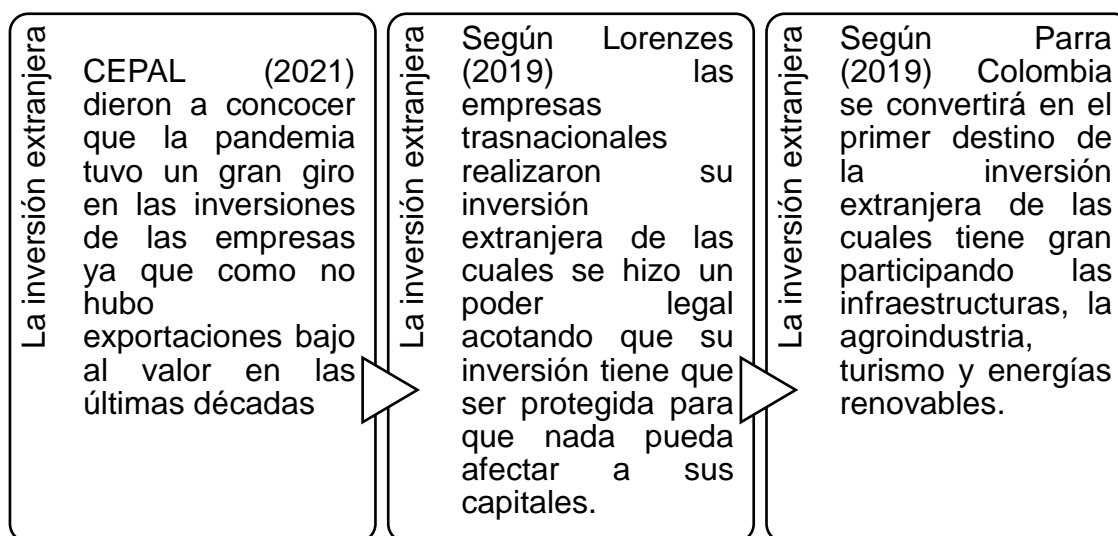 La inversión extranjera
CEPAL (2021)
dieron a concocer
que la pandemia
tuvo un gran giro
en las inversiones
de las empresas
ya que como no
hubo
exportaciones bajo
al valor en las
últimas décadas
La inversión extranjera
Según Lorenzes
(2019) las
empresas
trasnacionales
realizaron su
inversión
extranjera de las
cuales se hizo un
poder legal
acotando que su
inversión tiene que
ser protegida para
que nada pueda
afectar a sus
capitales.
La inversión extranjera
Según Parra
(2019) Colombia
se convertirá en el
primer destino de
la inversión
extranjera de las
cuales tiene gran
participando las
infraestructuras, la
agroindustria,
turismo y energías
renovables.